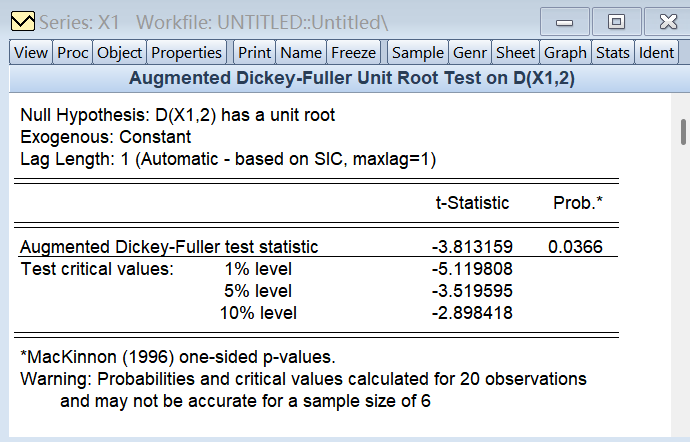 Series: X1 Workfile: UNTITLED::Untitled\
View Proc Object Properties Print Name Freeze Sample Genr Sheet Graph Stats Ident
Augmented Dickey-Fuller Unit Root Test on D(X1,2)
Null Hypothesis: D(X1,2) has a unit root
Exogenous: Constant
Lag Length: 1 (Automatic - based on SIC, maxlag=1)
t-Statistic Prob.*
Augmented Dickey-Fuller test statistic -3.813159 0.0366
Test critical values: 1% level -5.119808
5% level -3.519595
10% level -2.898418
*MacKinnon (1996) one-sided p-values.
Warning: Probabilities and critical values calculated for 20 observations
and may not be accurate for a sample size of 6